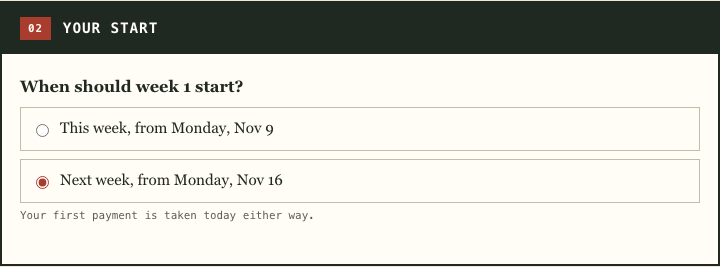 02 YOUR START
When should week 1 start?
This week, from Monday, Nov 9
Next week, from Monday, Nov 16
Your first payment is taken today either way.